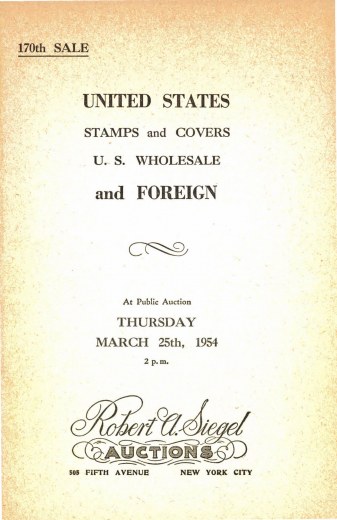 170th SALE
UNITED STATES
STAMPS and COVERS
U. S. WHOLESALE
and FOREIGN
At Public Auction
THURSDAY
MARCH 25th, 1954
2 p.m.
Robert A. Siegel
AUCTIONS
505 FIFTH AVENUE NEW YORK CITY